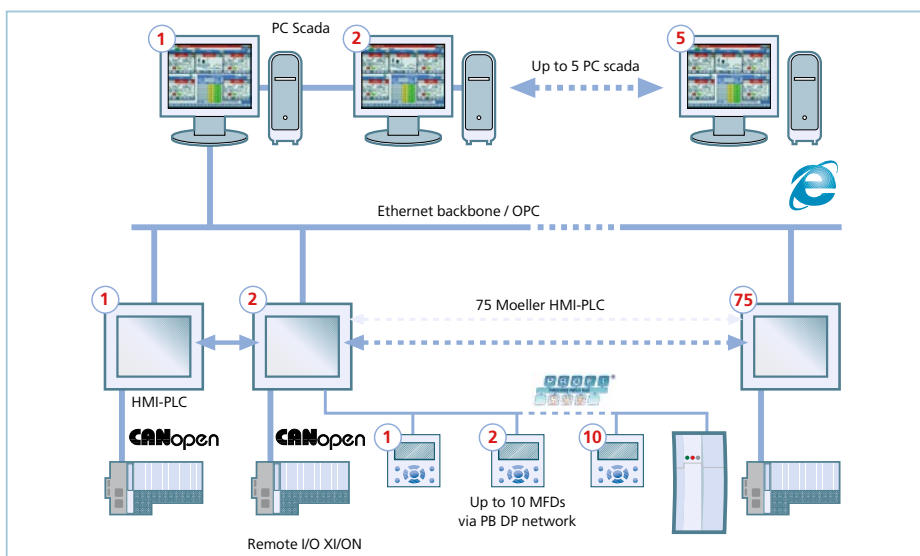 PC Scada
1
2
5
Up to 5 PC scada
Ethernet backbone / OPC
1
2
75 Moeller HMI-PLC
75
HMI-PLC
CANopen
CANopen
PROFI
®
1
2
10
Up to 10 MFDs
via PB DP network
Remote I/O XI/ON